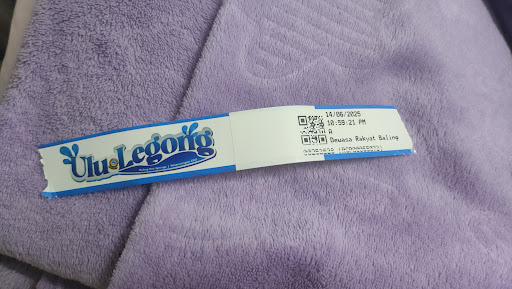 Ulu Legong
14/06/2025
10:59:21 PM
A
Dewasa Rakyat Baling